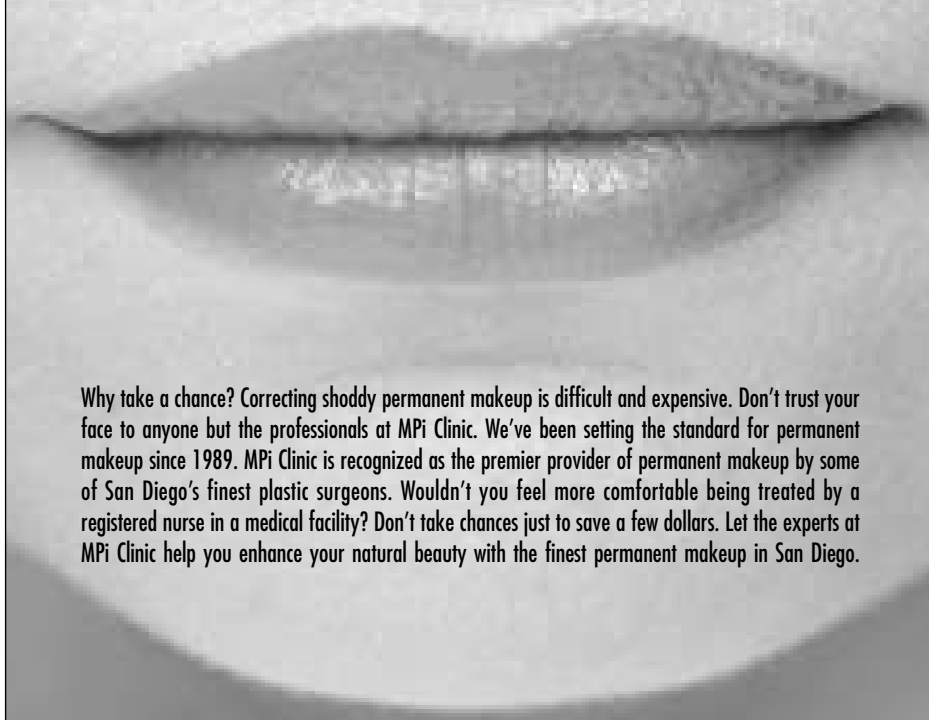 Why take a chance? Correcting shoddy permanent makeup is difficult and expensive. Don’t trust your
face to anyone but the professionals at MPi Clinic. We’ve been setting the standard for permanent
makeup since 1989. MPi Clinic is recognized as the premier provider of permanent makeup by some
of San Diego’s finest plastic surgeons. Wouldn’t you feel more comfortable being treated by a
registered nurse in a medical facility? Don’t take chances just to save a few dollars. Let the experts at
MPi Clinic help you enhance your natural beauty with the finest permanent makeup in San Diego.